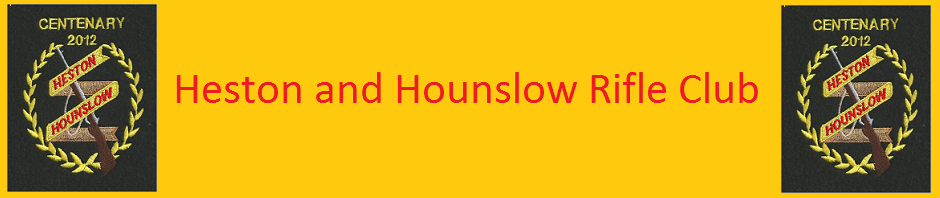 CENTENARY
2012
HESTON
HOUNSLOW
Heston and Hounslow Rifle Club
CENTENARY
2012
HESTON
HOUNSLOW